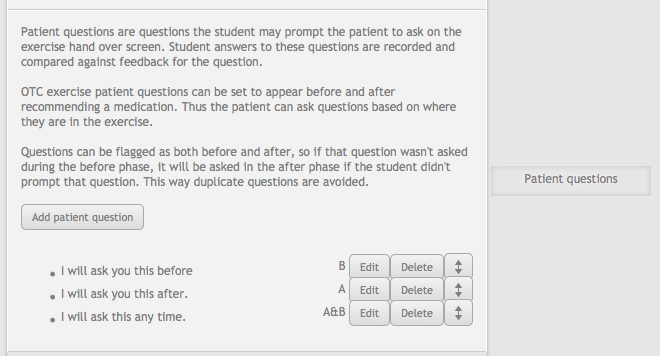 Patient questions are questions the student may prompt the patient to ask on the
exercise hand over screen. Student answers to these questions are recorded and
compared against feedback for the question.
OTC exercise patient questions can be set to appear before and after
recommending a medication. Thus the patient can ask questions based on where
they are in the exercise.
Questions can be flagged as both before and after, so if that question wasn't asked
during the before phase, it will be asked in the after phase if the student didn't
prompt that question. This way duplicate questions are avoided.
Patient questions
Add patient question
I will ask you this before B Edit Delete
I will ask you this after. A Edit Delete
I will ask this any time. A&B Edit Delete